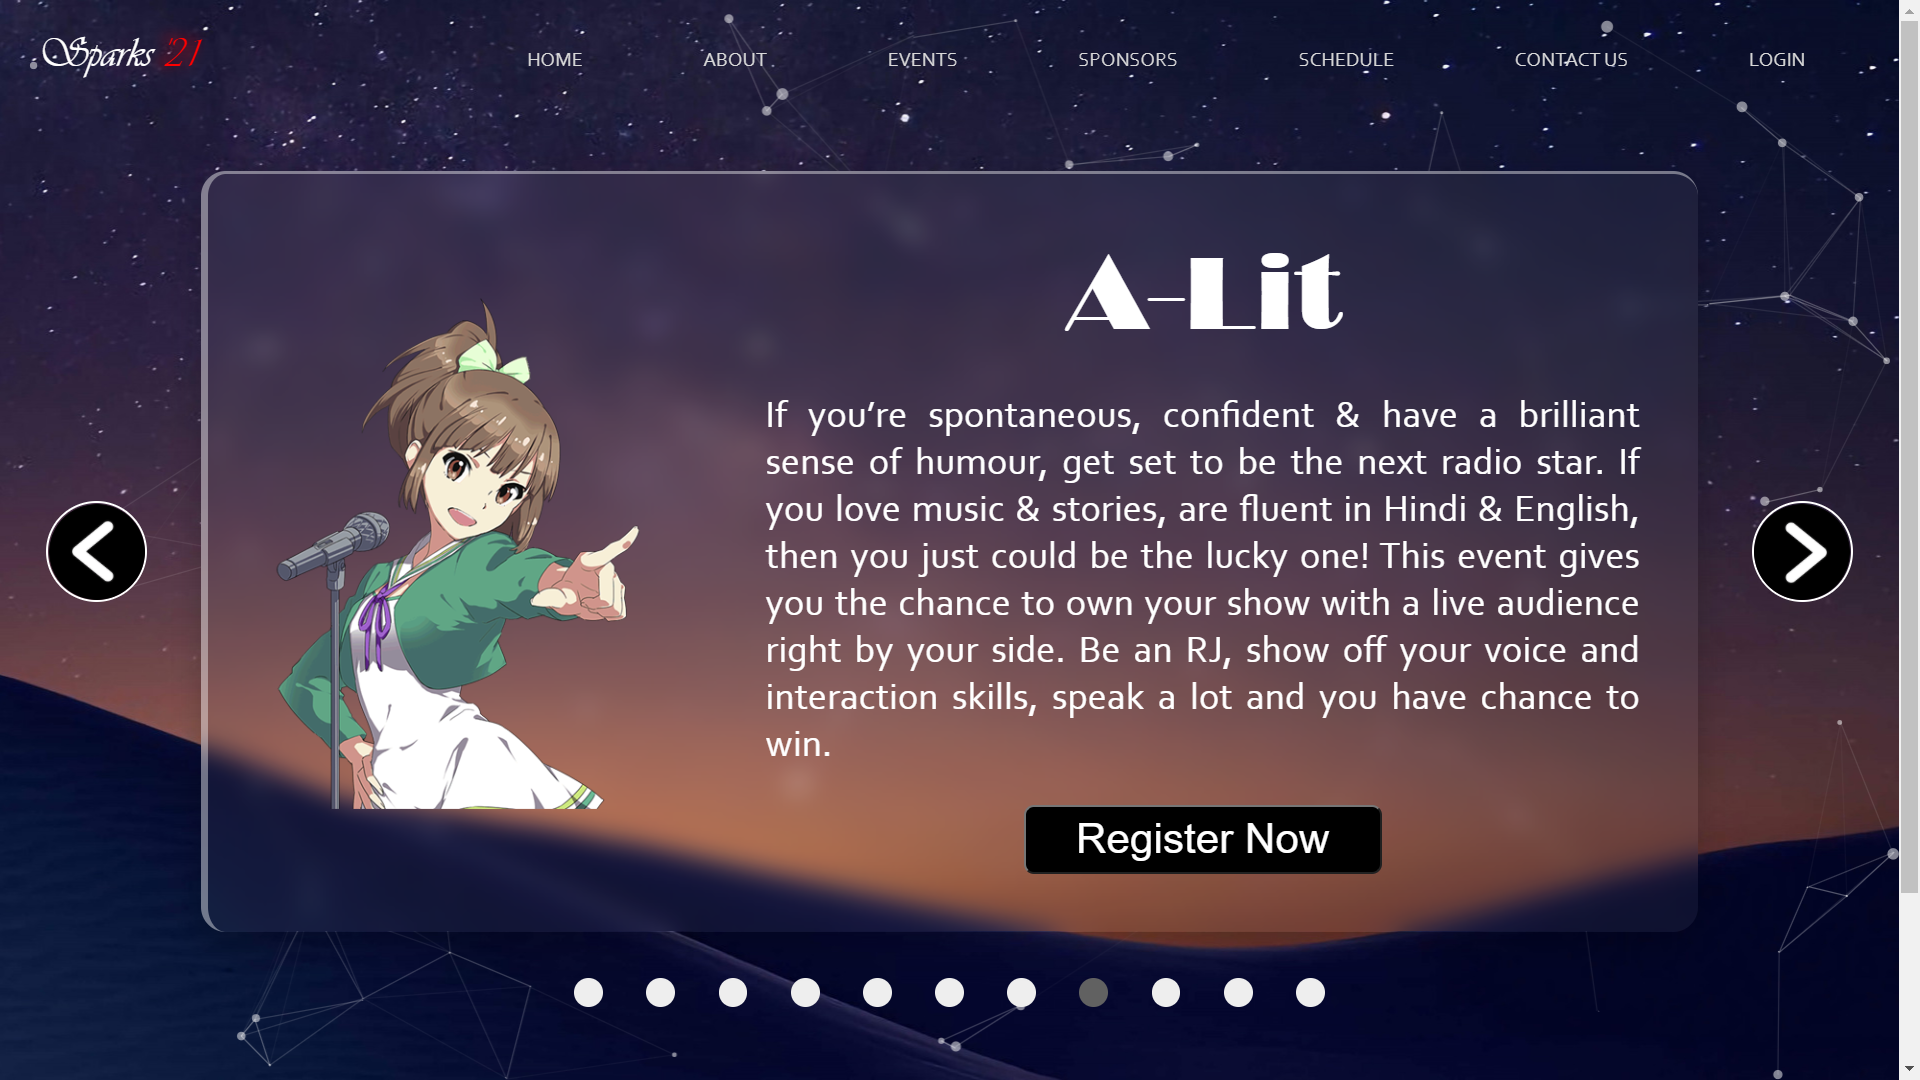 Sparks '21
HOME ABOUT EVENTS SPONSORS SCHEDULE CONTACT US LOGIN
A-Lit
If you’re spontaneous, confident & have a brilliant
sense of humour, get set to be the next radio star. If
you love music & stories, are fluent in Hindi & English,
then you just could be the lucky one! This event gives
you the chance to own your show with a live audience
right by your side. Be an RJ, show off your voice and
interaction skills, speak a lot and you have chance to
win.
Register Now